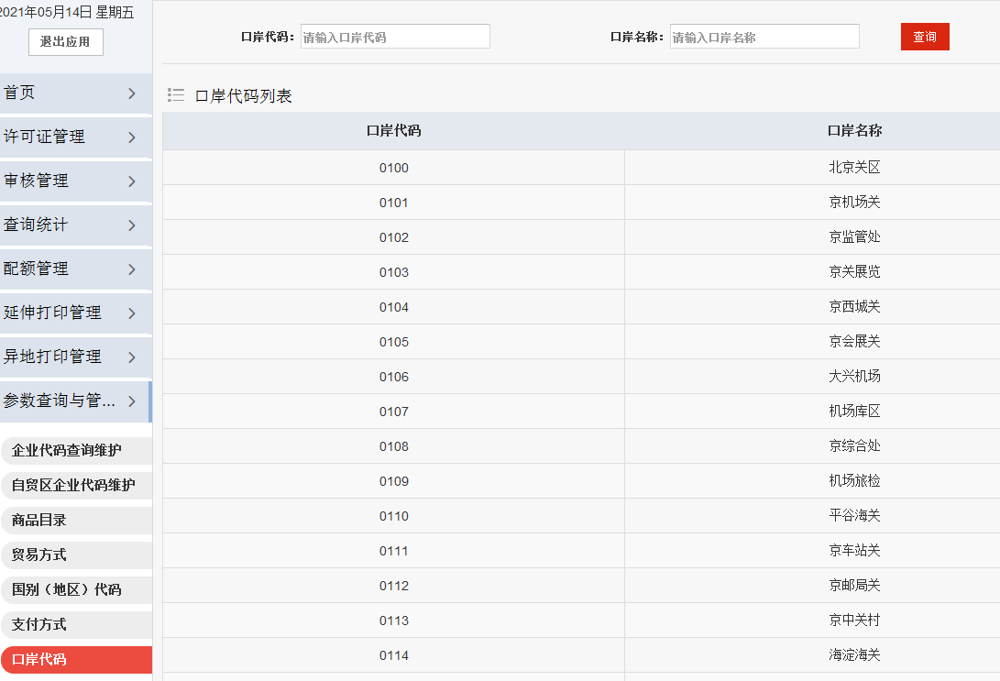 2021年05月14日 星期五
退出应用
首页
许可证管理
审核管理
查询统计
配额管理
延伸打印管理
异地打印管理
参数查询与管...
企业代码查询维护
自贸区企业代码维护
商品目录
贸易方式
国别（地区）代码
支付方式
口岸代码
口岸代码： 请输入口岸代码 口岸名称： 请输入口岸名称 查询
口岸代码列表
口岸代码 口岸名称
0100 北京关区
0101 京机场关
0102 京监管处
0103 京关展览
0104 京西城关
0105 京会展关
0106 大兴机场
0107 机场库区
0108 京综合处
0109 机场旅检
0110 平谷海关
0111 京车站关
0112 京邮局关
0113 京中关村
0114 海淀海关